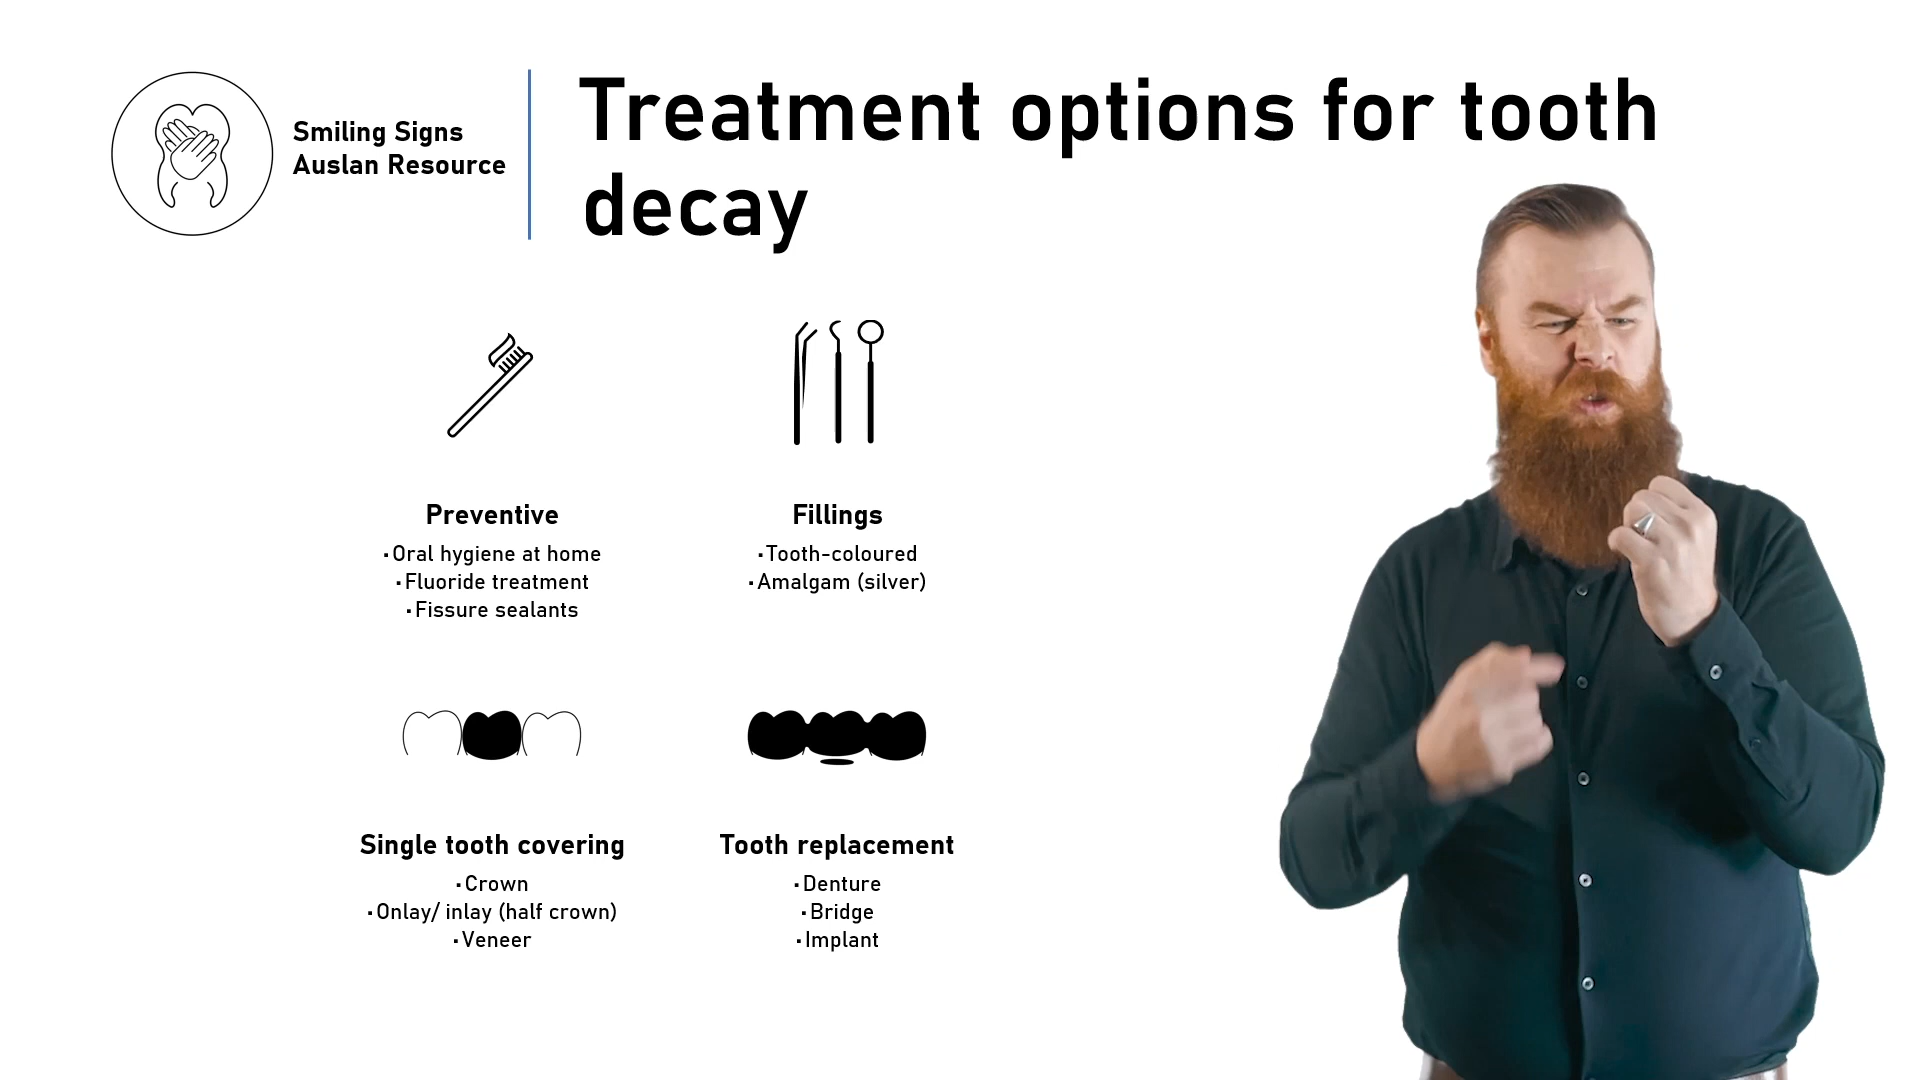 Smiling Signs
Auslan Resource
Treatment options for tooth
decay
Preventive
▪Oral hygiene at home
▪Fluoride treatment
▪Fissure sealants
Fillings
▪Tooth-coloured
▪Amalgam (silver)
Single tooth covering
▪Crown
▪Onlay/ inlay (half crown)
▪Veneer
Tooth replacement
▪Denture
▪Bridge
▪Implant